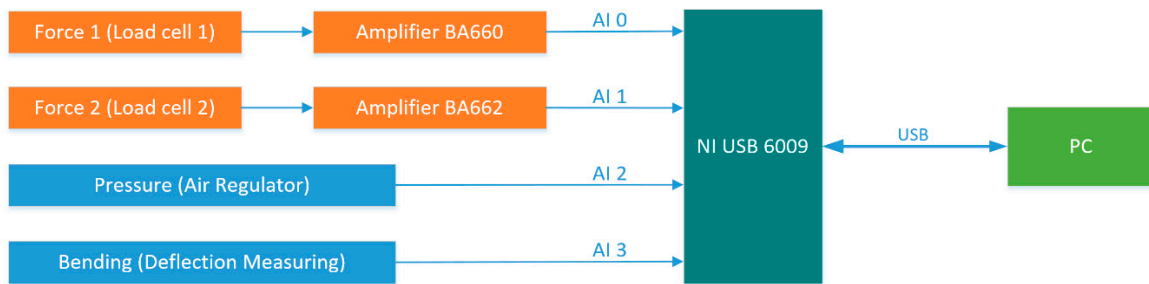 Force 1 (Load cell 1)
Amplifier BA660
AI 0
Force 2 (Load cell 2)
Amplifier BA662
AI 1
Pressure (Air Regulator)
AI 2
Bending (Deflection Measuring)
AI 3
NI USB 6009
USB
PC